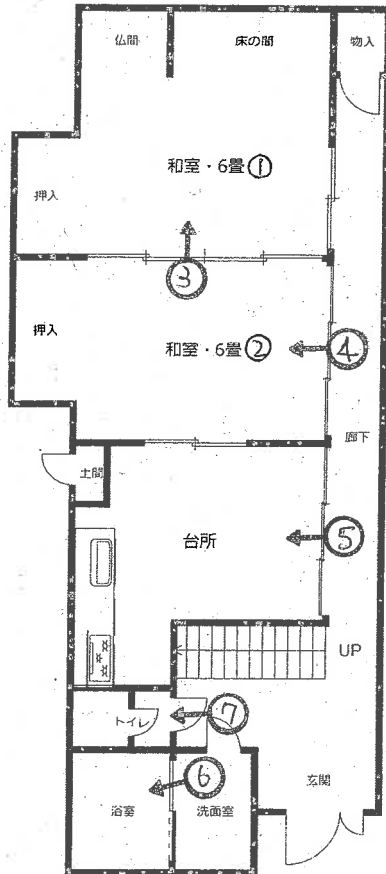 仏間
床の間
物入
和室・6畳①
押入
③
押入
和室・6畳②
④
廊下
土間
台所
⑤
UP
トイレ
⑦
⑥
玄関
浴室
洗面室